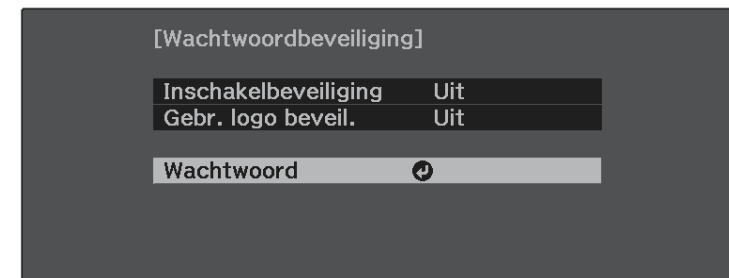 [Wachtwoordbeveiliging]
Inschakelbeveiliging Uit
Gebr. logo beveil. Uit
Wachtwoord